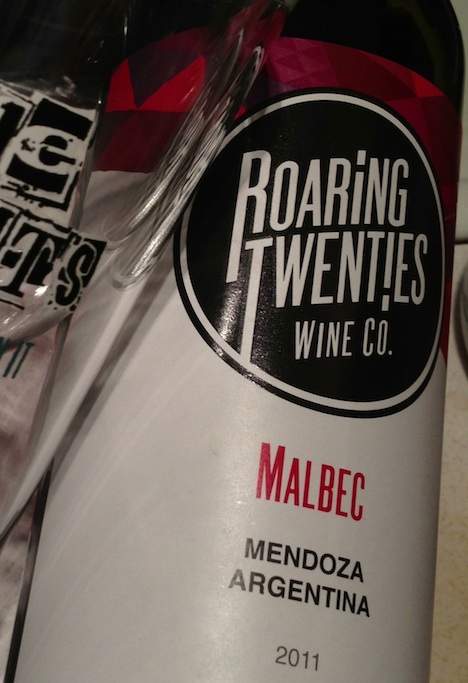 ROARiNG
TWENTiES
WINE CO.
MALBEC
MENDOZA
ARGENTINA
2011